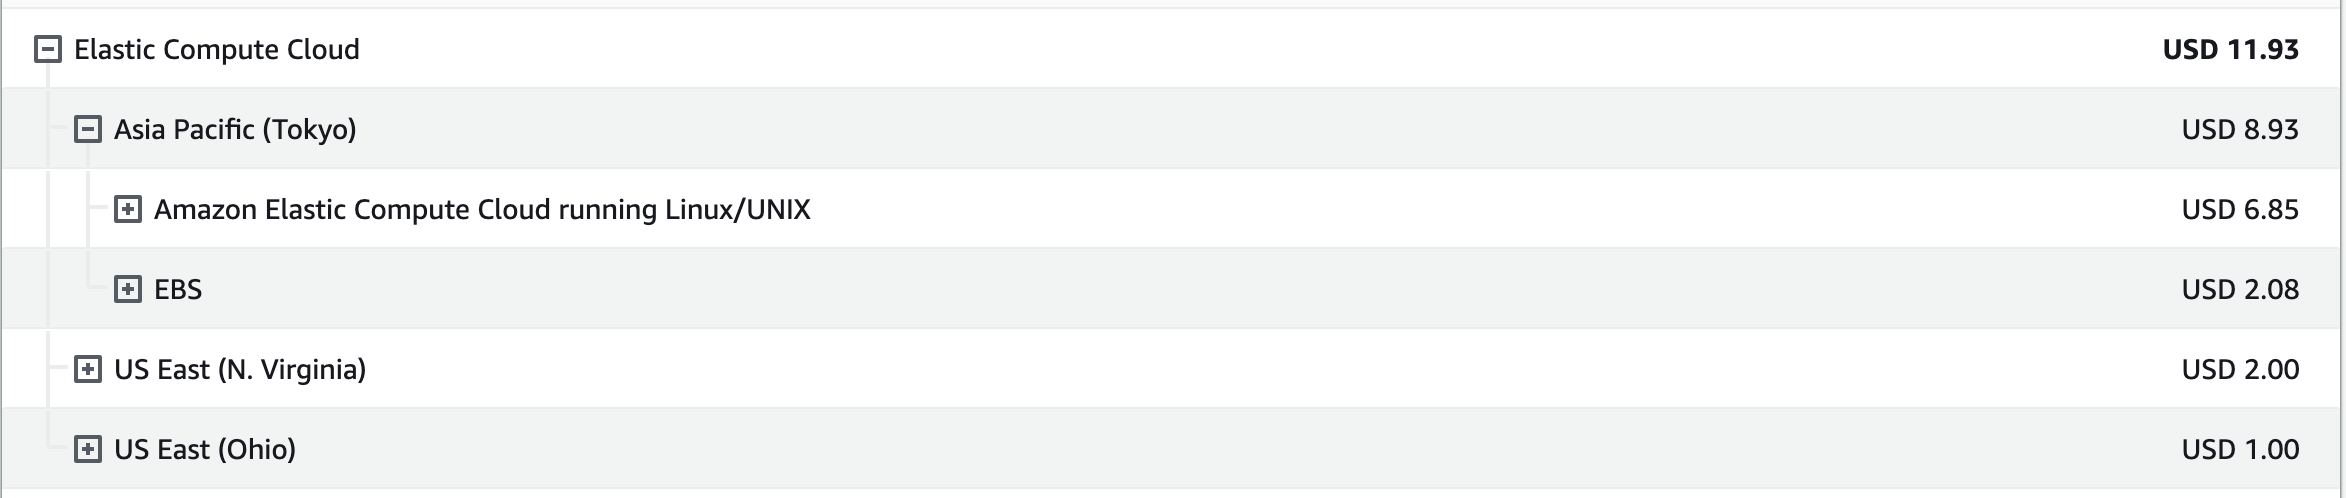 Elastic Compute Cloud USD 11.93
Asia Pacific (Tokyo) USD 8.93
Amazon Elastic Compute Cloud running Linux/UNIX USD 6.85
EBS USD 2.08
US East (N. Virginia) USD 2.00
US East (Ohio) USD 1.00